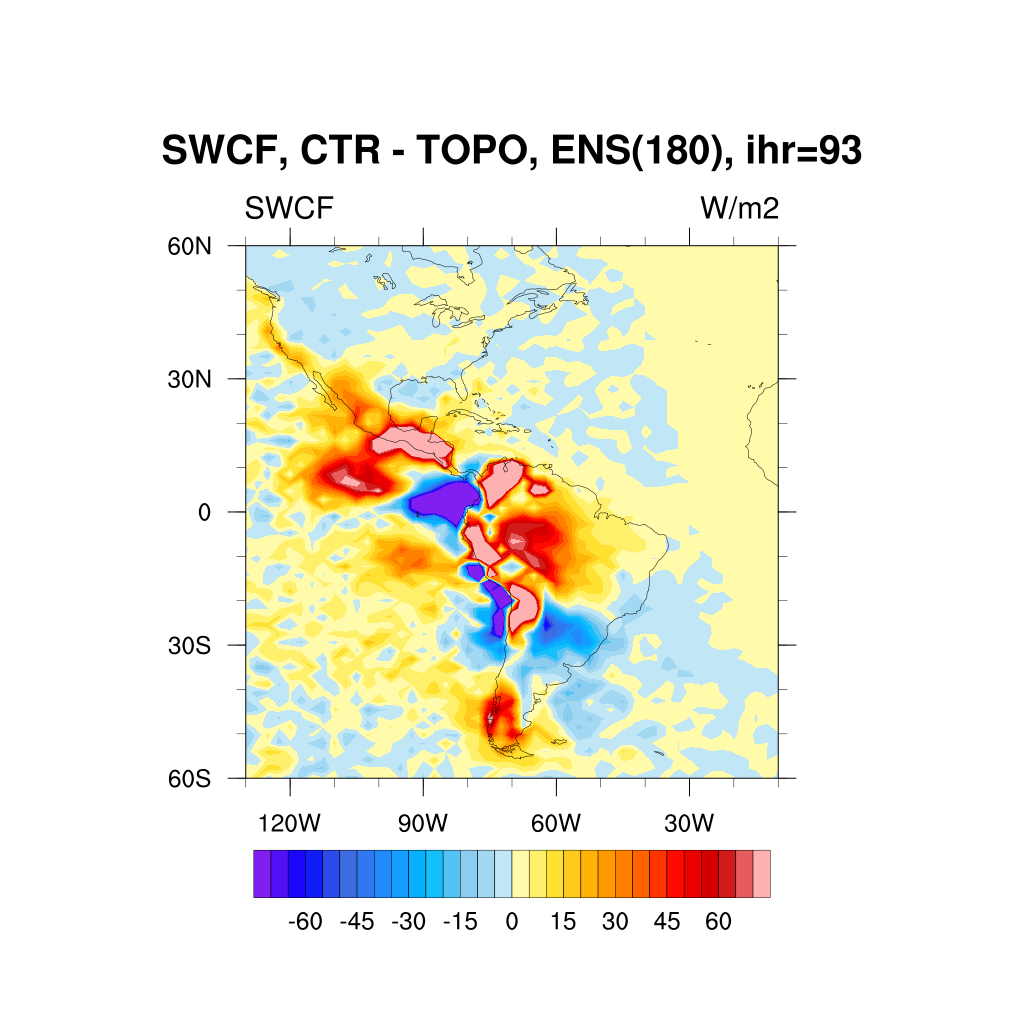 SWCF, CTR - TOPO, ENS(180), ihr=93
SWCF W/m2
60N
30N
0
30S
60S
120W 90W 60W 30W
-60 -45 -30 -15 0 15 30 45 60